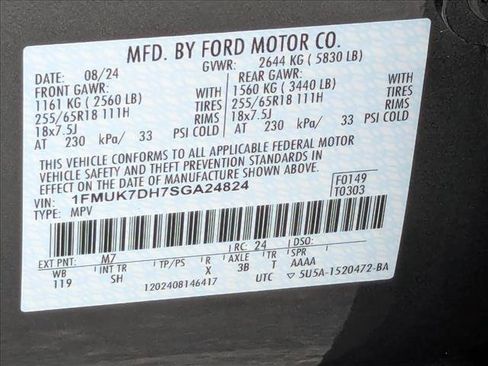 MFD. BY FORD MOTOR CO.
DATE: 08/24 GVWR: 2644 KG ( 5830 LB)
FRONT GAWR: REAR GAWR:
1161 KG ( 2560 LB) WITH 1560 KG ( 3440 LB) WITH
255/65R18 111H TIRES 255/65R18 111H TIRES
18x7.5J RIMS 18x7.5J RIMS
AT 230 kPa/ 33 PSI COLD AT 230 kPa/ 33 PSI COLD
THIS VEHICLE CONFORMS TO ALL APPLICABLE FEDERAL MOTOR
VEHICLE SAFETY AND THEFT PREVENTION STANDARDS IN
EFFECT ON THE DATE OF MANUFACTURE SHOWN ABOVE.
VIN: 1FMUK7DH7SGA24824 F0149
TYPE: MPV T0303
EXT PNT: M7 RC: 24 DSO:
WB INT TR TP/PS R AXLE TR SPR
119 SH X 3B T AAAA
1202408146417 UTC 5U5A-1520472-BA